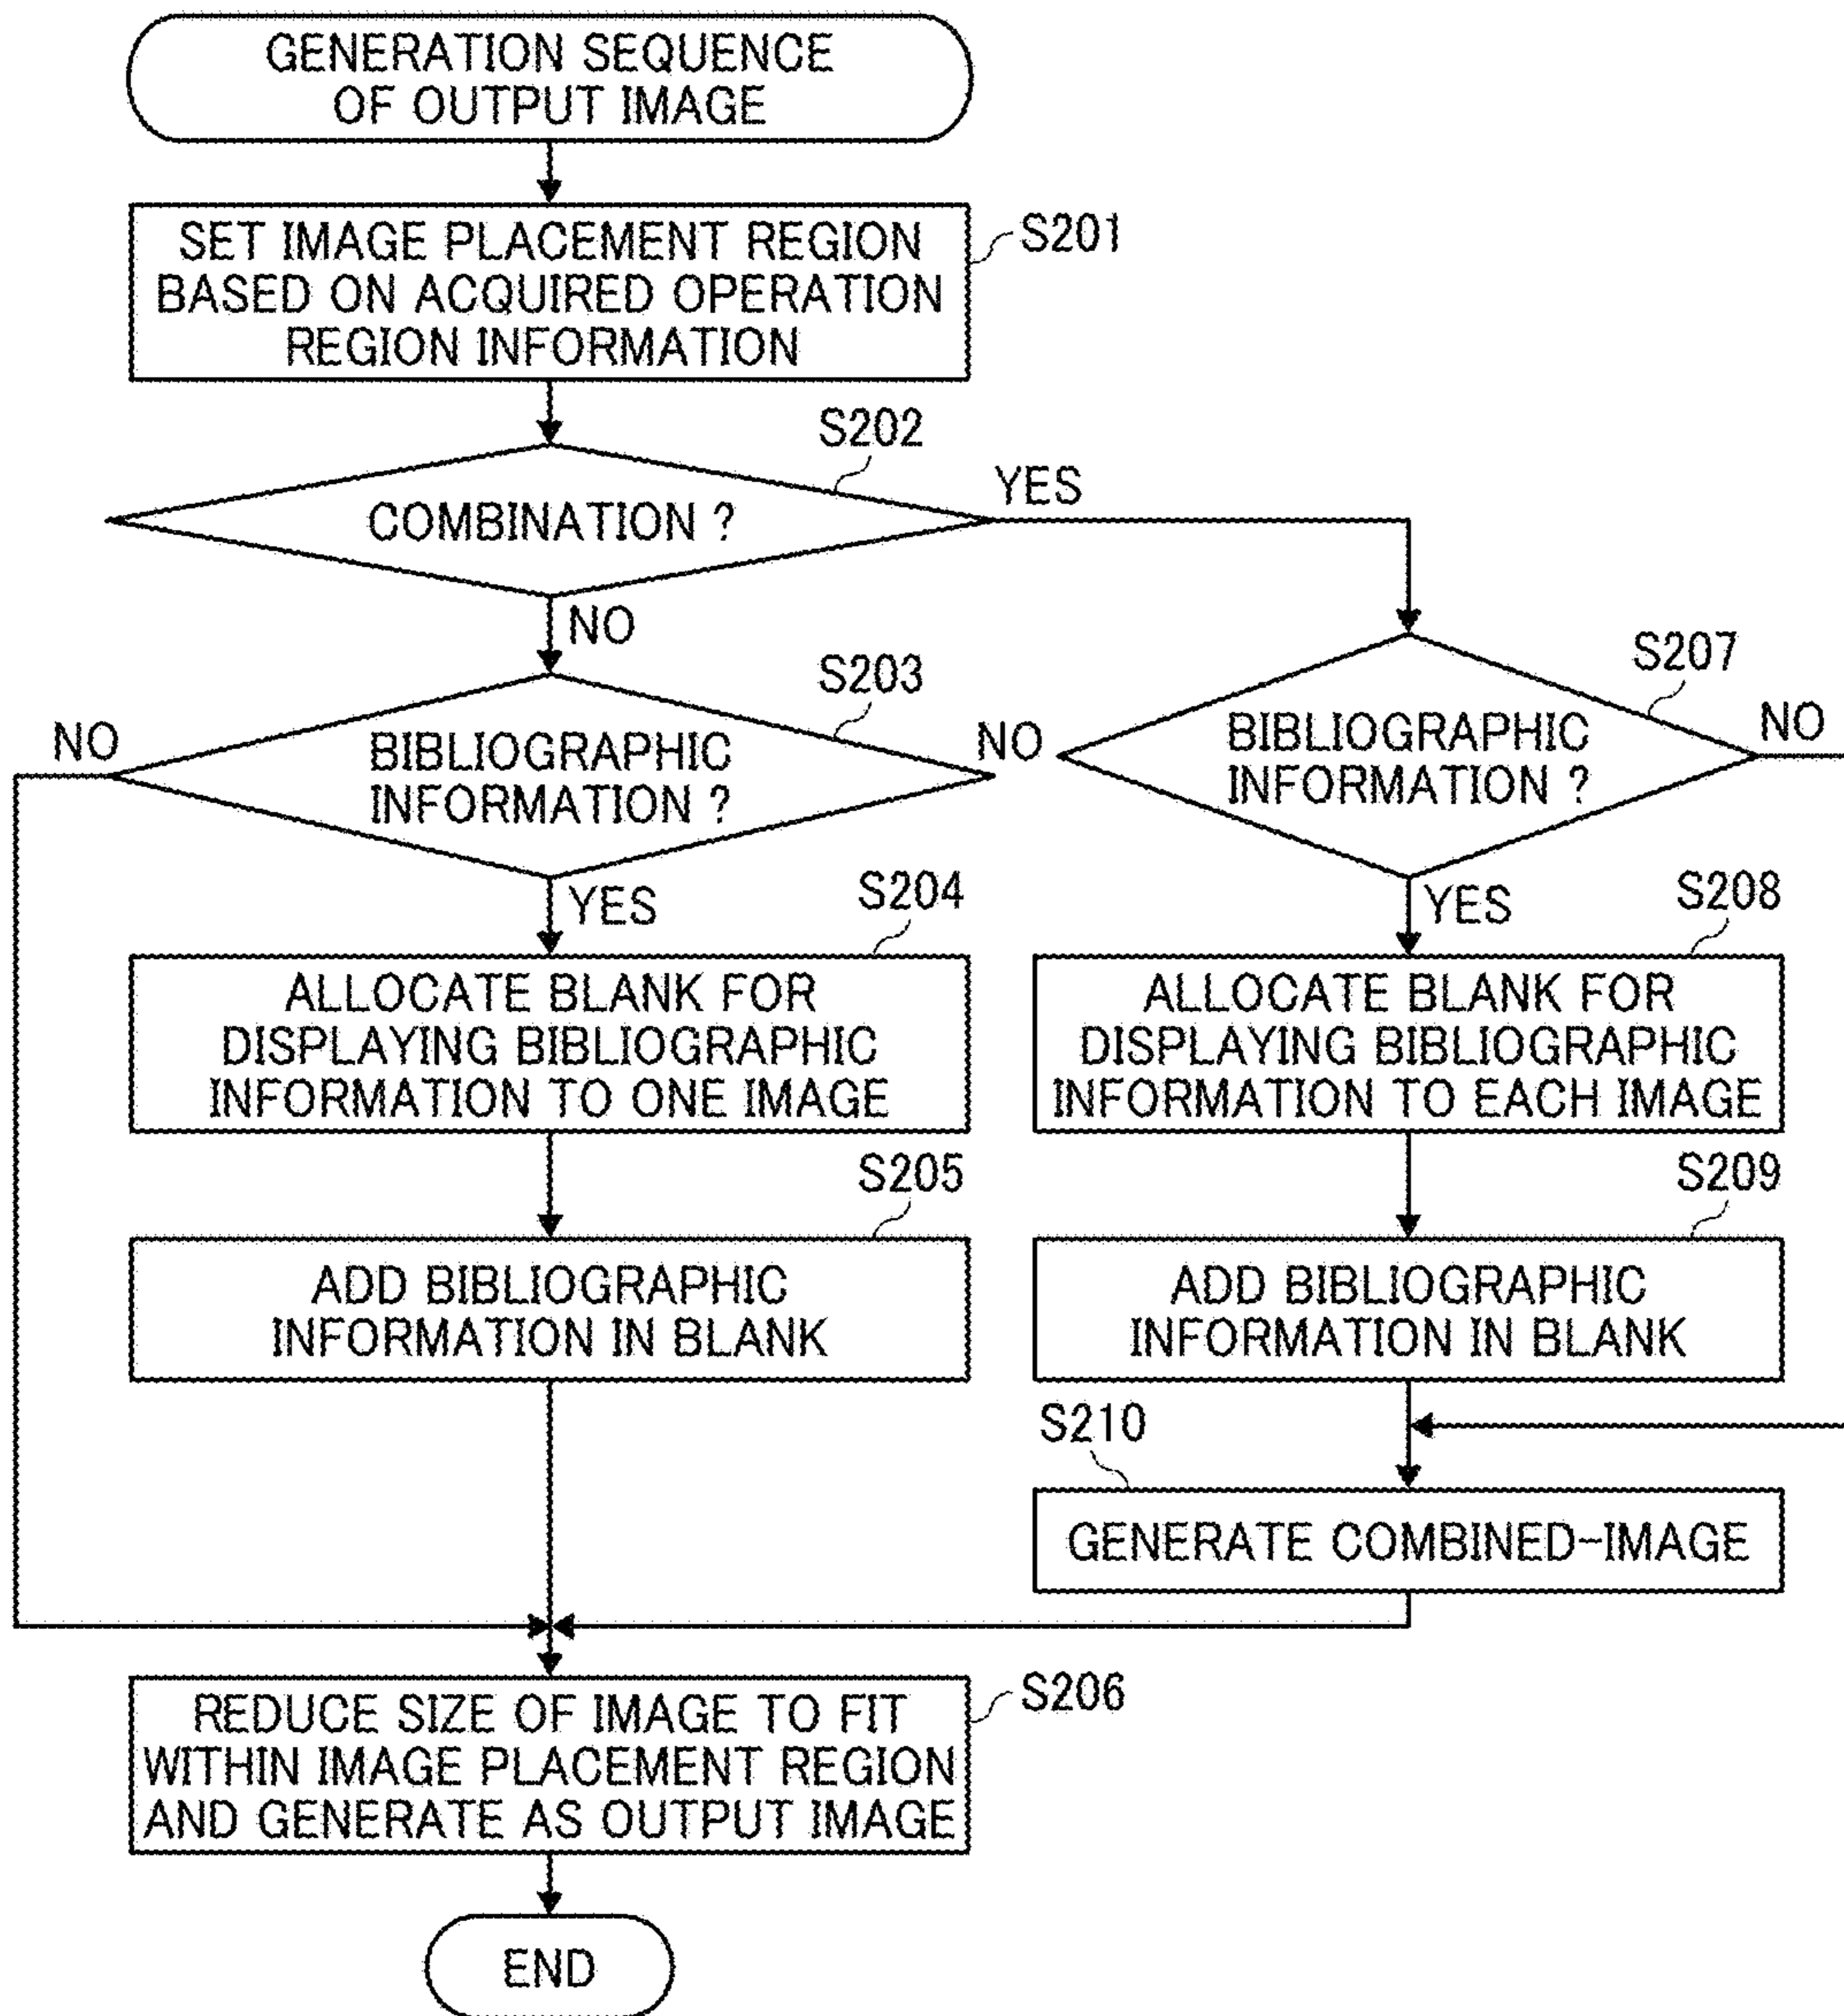 GENERATION SEQUENCE
OF OUTPUT IMAGE
SET IMAGE PLACEMENT REGION
BASED ON ACQUIRED OPERATION
REGION INFORMATION
S201
S202
COMBINATION ?
YES
NO
S203
NO
BIBLIOGRAPHIC
INFORMATION ?
NO
S207
BIBLIOGRAPHIC
INFORMATION ?
NO
YES
S204
YES
S208
ALLOCATE BLANK FOR
DISPLAYING BIBLIOGRAPHIC
INFORMATION TO ONE IMAGE
ALLOCATE BLANK FOR
DISPLAYING BIBLIOGRAPHIC
INFORMATION TO EACH IMAGE
S205
S209
ADD BIBLIOGRAPHIC
INFORMATION IN BLANK
ADD BIBLIOGRAPHIC
INFORMATION IN BLANK
S210
GENERATE COMBINED-IMAGE
REDUCE SIZE OF IMAGE TO FIT
WITHIN IMAGE PLACEMENT REGION
AND GENERATE AS OUTPUT IMAGE
S206
END